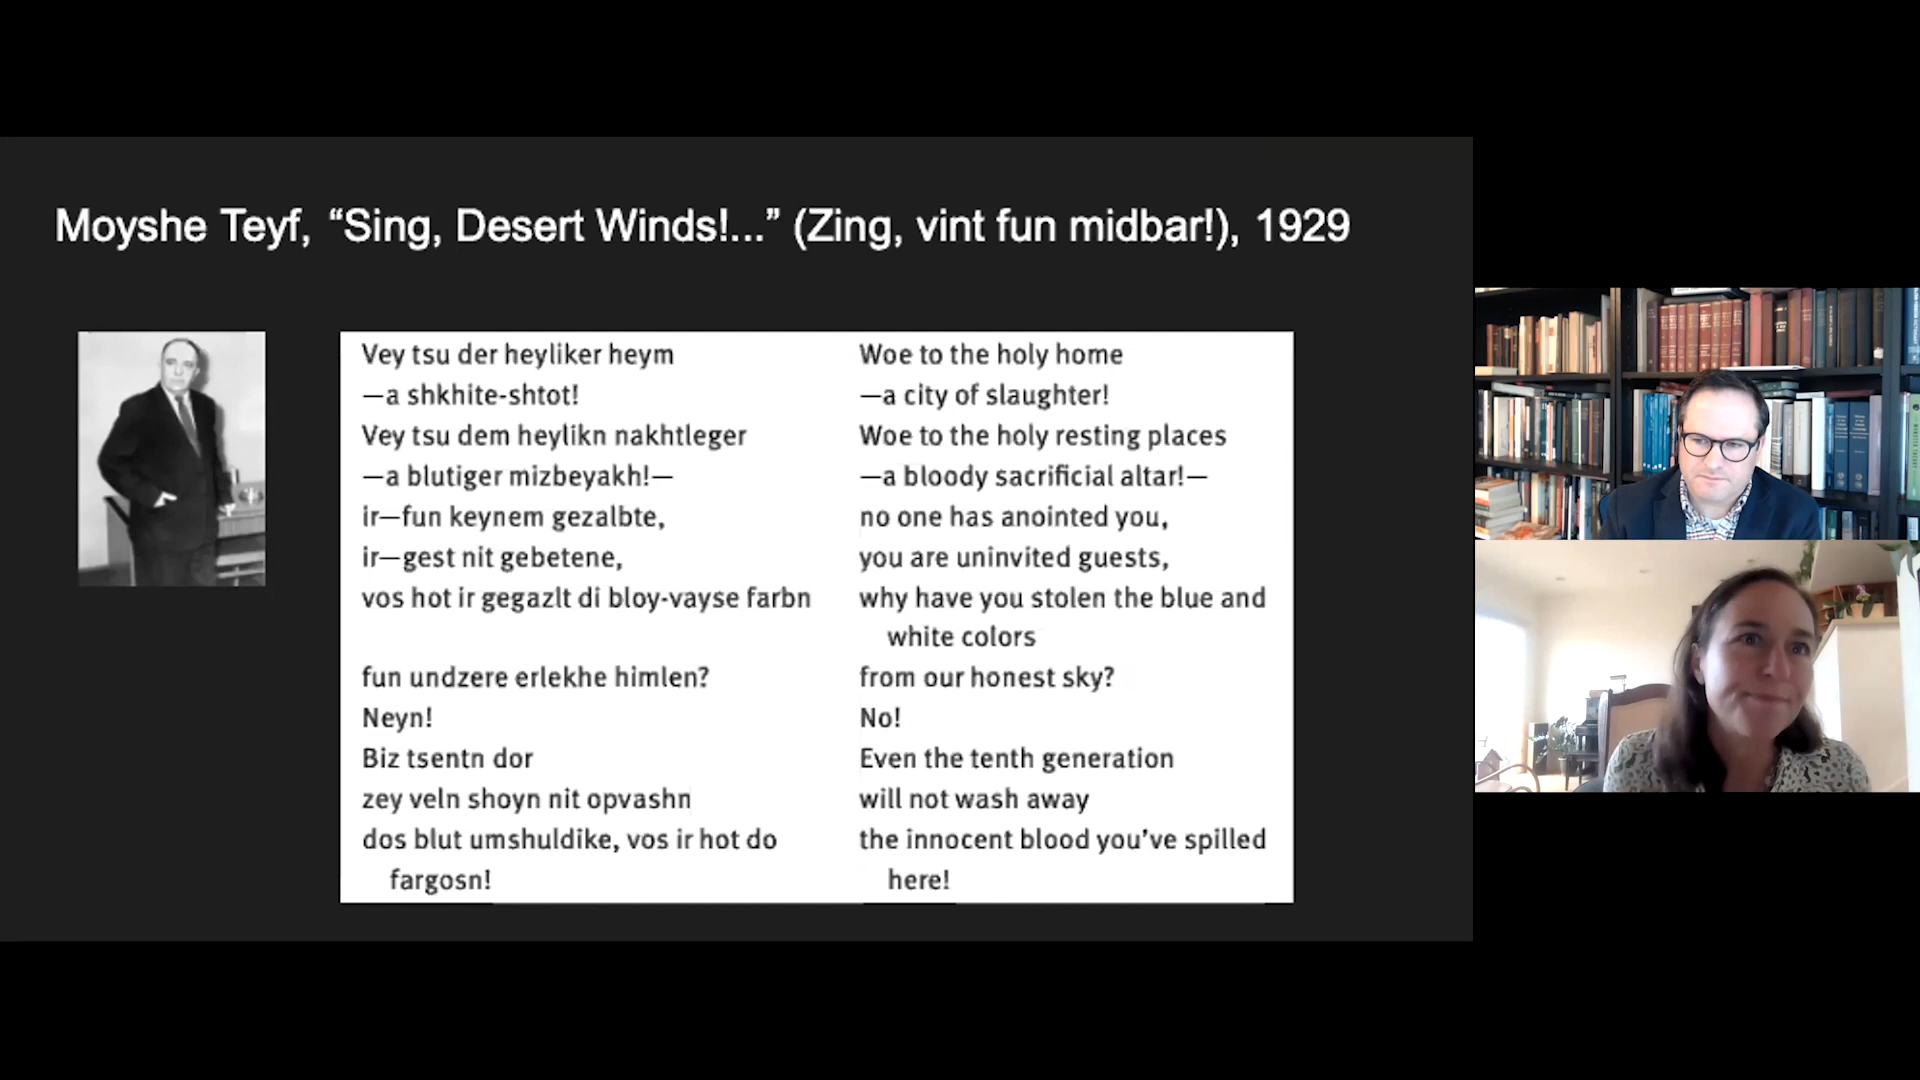 Moyshe Teyf, “Sing, Desert Winds!...” (Zing, vint fun midbar!), 1929
Vey tsu der heyliker heym
—a shkhite-shtot!
Vey tsu dem heylikn nakhtleger
—a blutiger mizbeyakh!—
ir—fun keynem gezalbte,
ir—gest nit gebetene,
vos hot ir gegazlt di bloy-vayse farbn
fun undzere erlekhe himlen?
Neyn!
Biz tsentn dor
zey veln shoyn nit opvashn
dos blut umshuldike, vos ir hot do
fargosn!
Woe to the holy home
—a city of slaughter!
Woe to the holy resting places
—a bloody sacrificial altar!—
no one has anointed you,
you are uninvited guests,
why have you stolen the blue and
white colors
from our honest sky?
No!
Even the tenth generation
will not wash away
the innocent blood you’ve spilled
here!